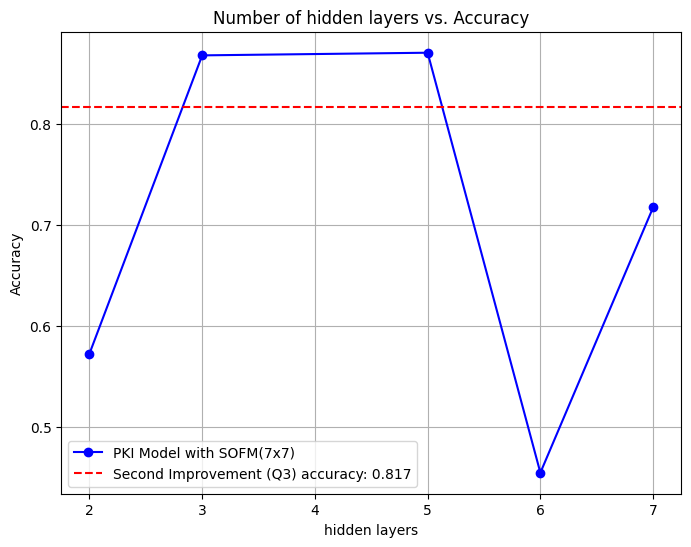 Number of hidden layers vs. Accuracy
Accuracy
0.8
0.7
0.6
0.5
PKI Model with SOFM(7x7)
Second Improvement (Q3) accuracy: 0.817
2 3 4 5 6 7
hidden layers